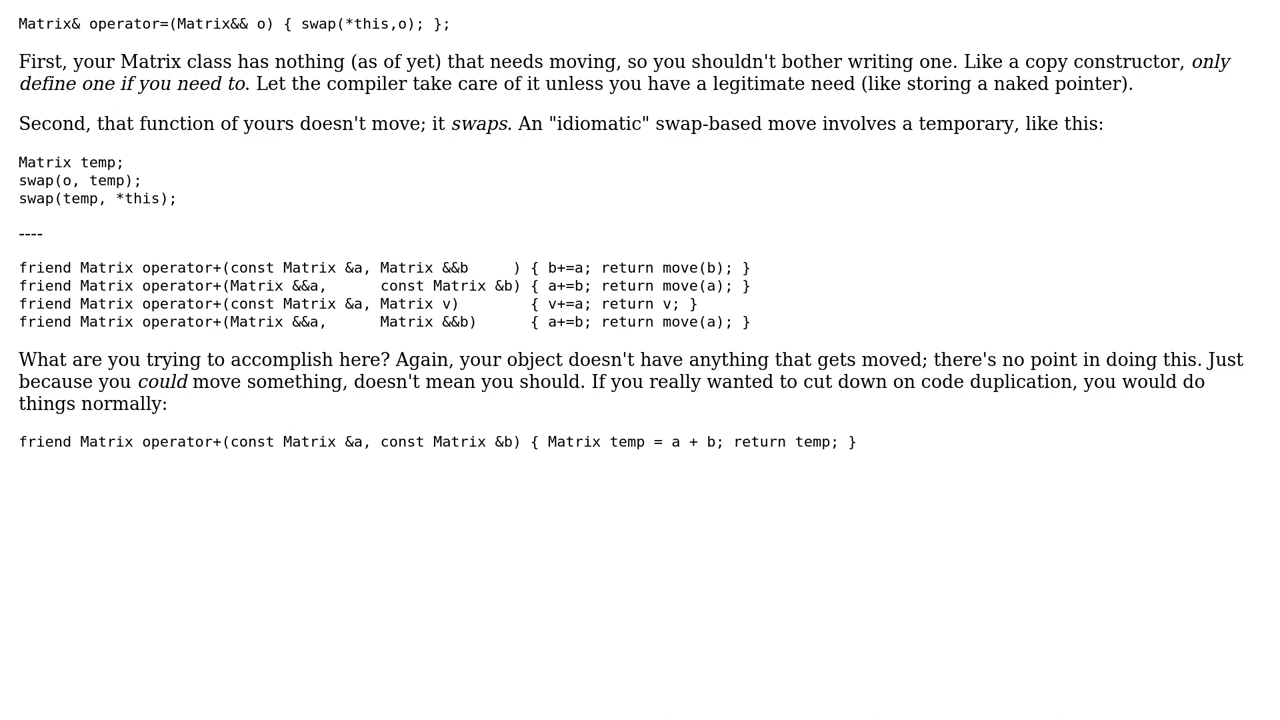 Matrix& operator=(Matrix&& o) { swap(*this,o); };
First, your Matrix class has nothing (as of yet) that needs moving, so you shouldn't bother writing one. Like a copy constructor, only
define one if you need to. Let the compiler take care of it unless you have a legitimate need (like storing a naked pointer).
Second, that function of yours doesn't move; it swaps. An "idiomatic" swap-based move involves a temporary, like this:
Matrix temp;
swap(o, temp);
swap(temp, *this);
----
friend Matrix operator+(const Matrix &a, Matrix &&b     ) { b+=a; return move(b); }
friend Matrix operator+(Matrix &&a,      const Matrix &b) { a+=b; return move(a); }
friend Matrix operator+(const Matrix &a, Matrix v)        { v+=a; return v; }
friend Matrix operator+(Matrix &&a,      Matrix &&b)      { a+=b; return move(a); }
What are you trying to accomplish here? Again, your object doesn't have anything that gets moved; there's no point in doing this. Just
because you could move something, doesn't mean you should. If you really wanted to cut down on code duplication, you would do
things normally:
friend Matrix operator+(const Matrix &a, const Matrix &b) { Matrix temp = a + b; return temp; }